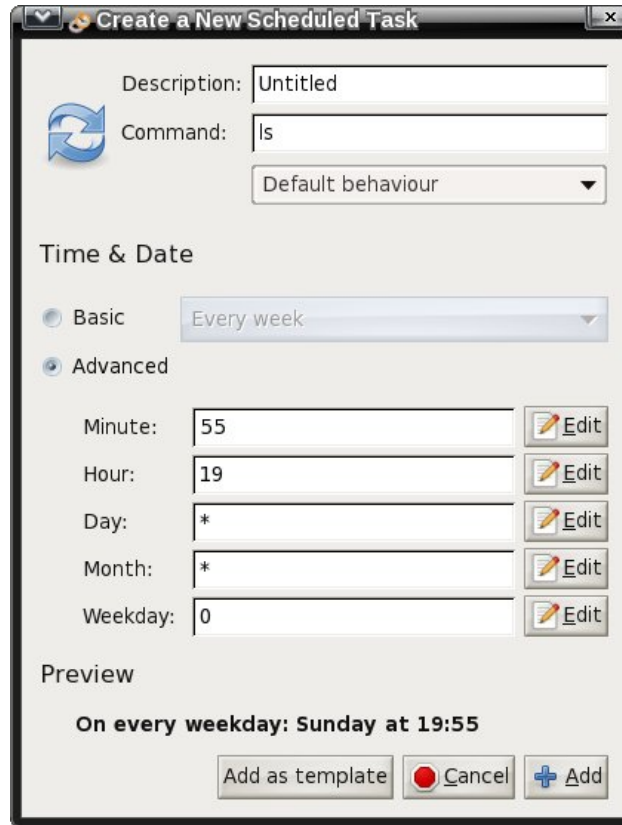 Create a New Scheduled Task
Description: Untitled
Command: ls
Default behaviour
Time & Date
Basic Every week
Advanced
Minute: 55 Edit
Hour: 19 Edit
Day: * Edit
Month: * Edit
Weekday: 0 Edit
Preview
On every weekday: Sunday at 19:55
Add as template Cancel Add